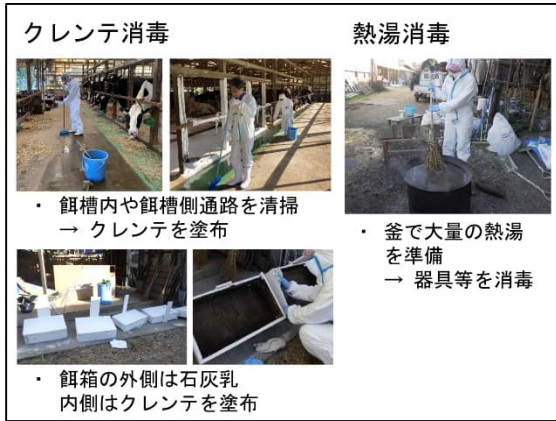 クレンテ消毒
・ 餌槽内や餌槽側通路を清掃
→ クレンテを塗布
・ 餌箱の外側は石灰乳
内側はクレンテを塗布
熱湯消毒
・ 釜で大量の熱湯
を準備
→ 器具等を消毒